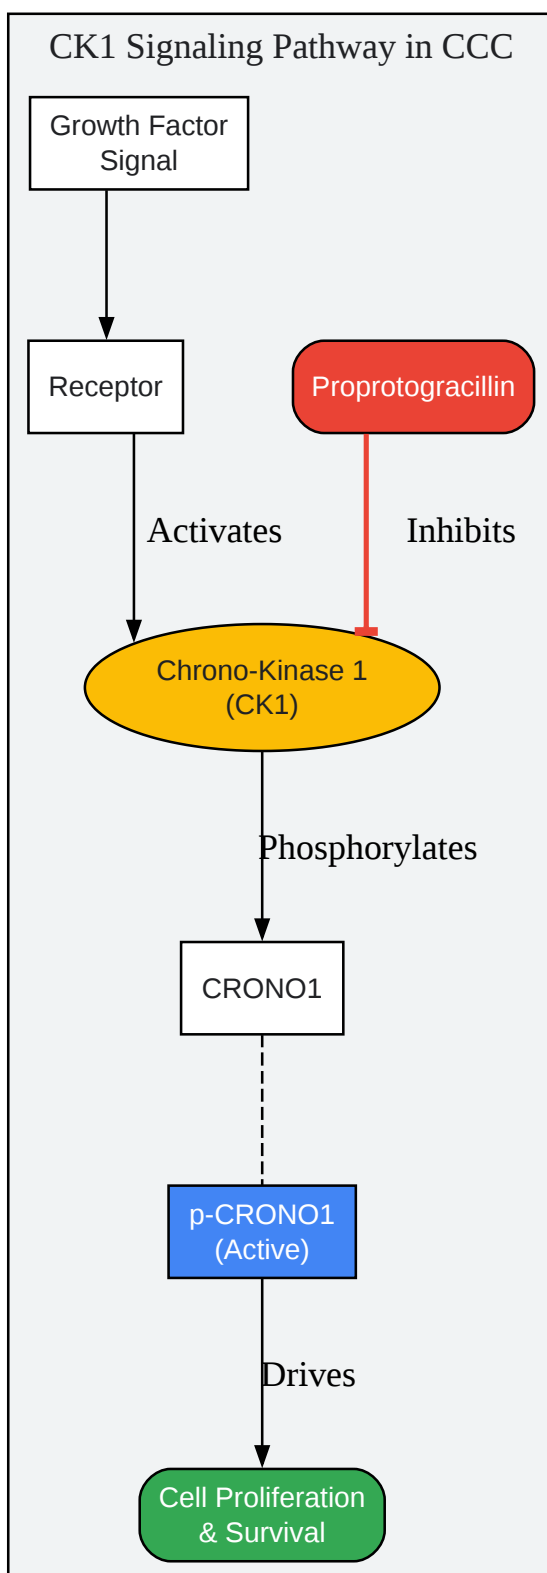 CK1 Signaling Pathway in CCC
Growth Factor
Signal
Receptor
Proprotogracillin
Activates
Inhibits
Chrono-Kinase 1
(CK1)
Phosphorylates
CRONO1
p-CRONO1
(Active)
Drives
Cell Proliferation
& Survival